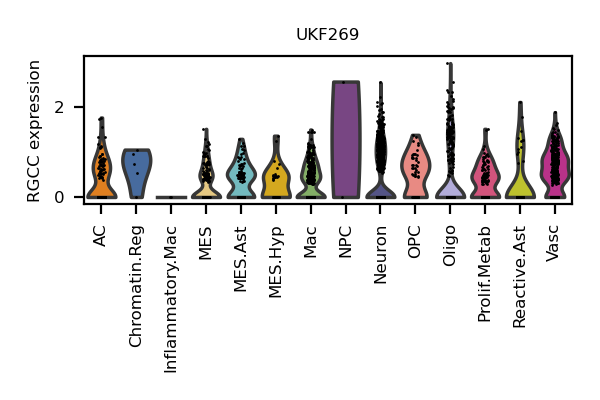 UKF269
RGCC expression
2
0
AC
Chromatin.Reg
Inflammatory.Mac
MES
MES.Ast
MES.Hyp
Mac
NPC
Neuron
OPC
Oligo
Prolif.Metab
Reactive.Ast
Vasc